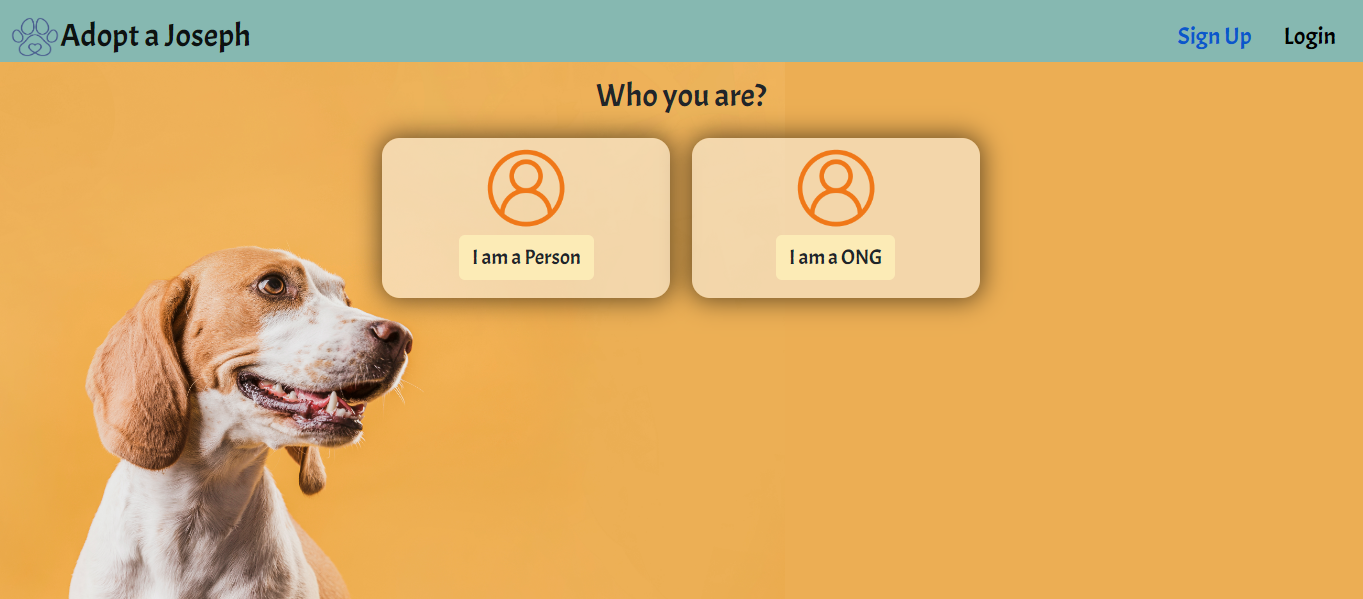 Adopt a Joseph
Sign Up
Login
Who you are?
I am a Person
I am a ONG